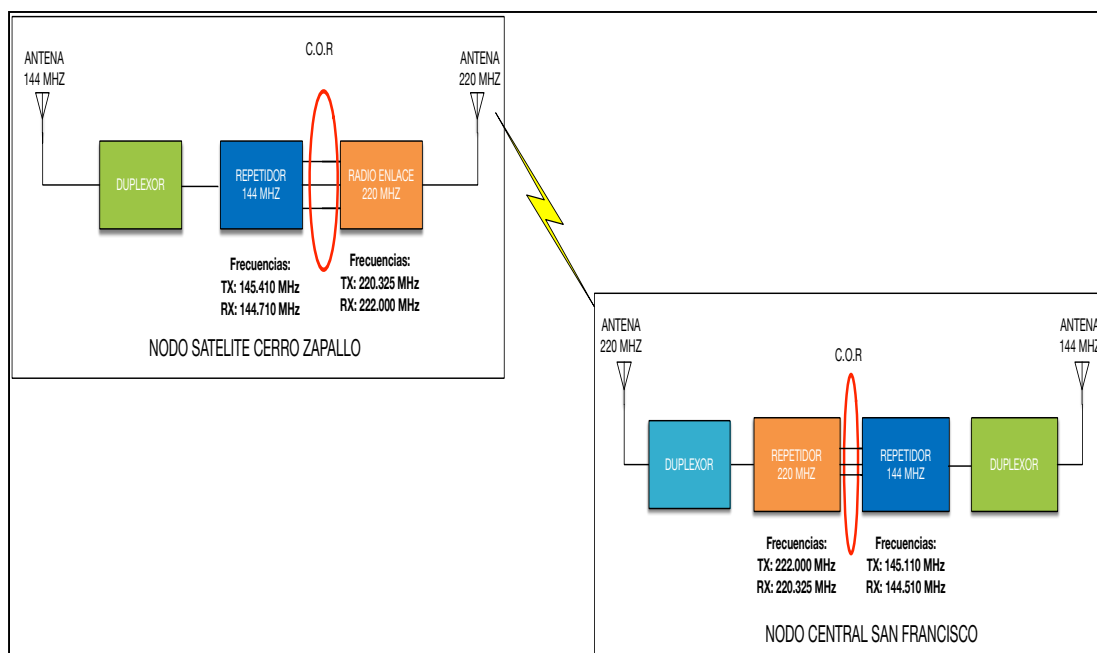 C.O.R
ANTENA
144 MHZ
ANTENA
220 MHZ
DUPLEXOR
REPETIDOR
144 MHZ
RADIO ENLACE
220 MHZ
Frecuencias:
TX: 145.410 MHz
RX: 144.710 MHz
Frecuencias:
TX: 220.325 MHz
RX: 222.000 MHz
NODO SATELITE CERRO ZAPALLO
ANTENA
220 MHZ
C.O.R
ANTENA
144 MHZ
DUPLEXOR
REPETIDOR
220 MHZ
REPETIDOR
144 MHZ
DUPLEXOR
Frecuencias:
TX: 222.000 MHz
RX: 220.325 MHz
Frecuencias:
TX: 145.110 MHz
RX: 144.510 MHz
NODO CENTRAL SAN FRANCISCO